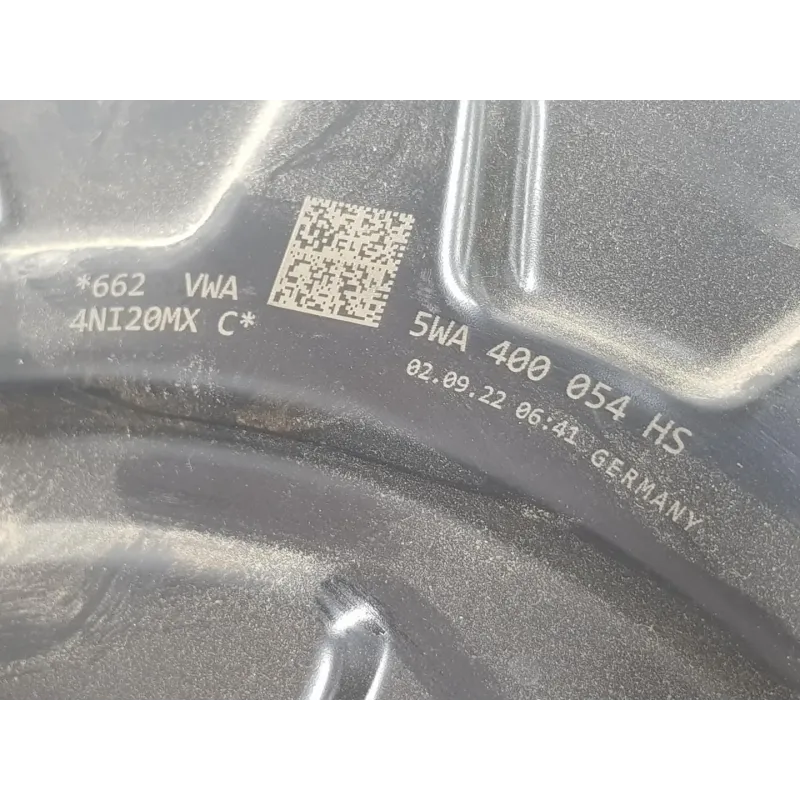 *662 VWA
4NI20MX C*
5WA 400 054 HS
02.09.22 06:41 GERMANY